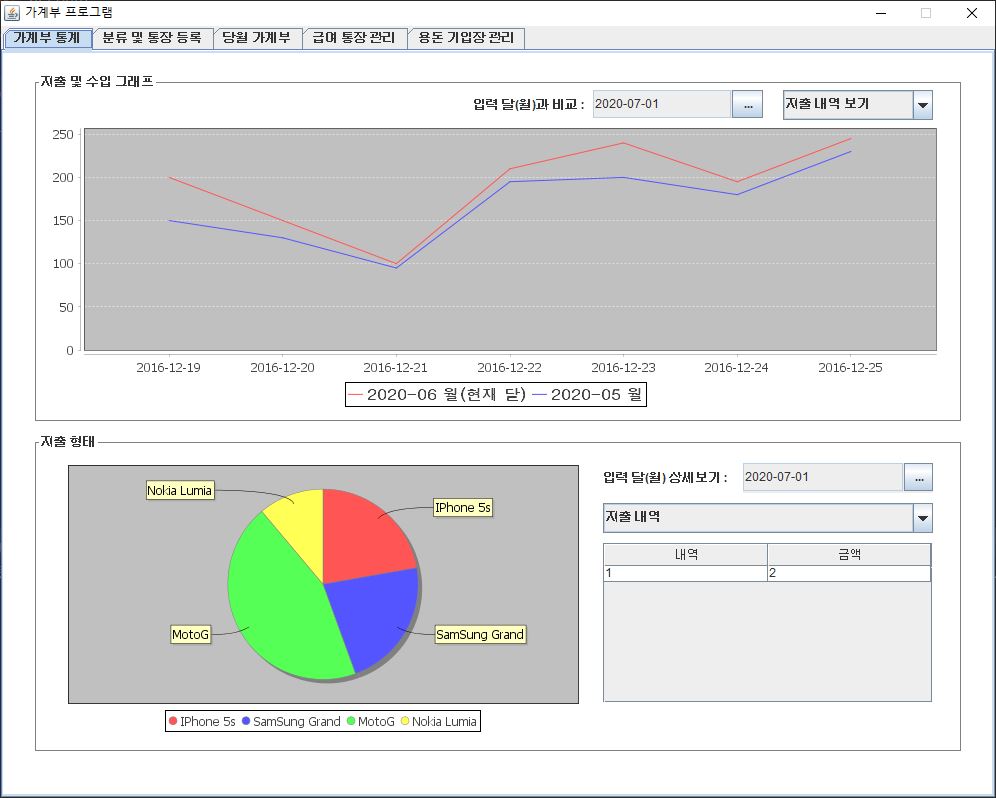 가계부 프로그램
가계부 통계 분류 및 통장 등록 당월 가계부 급여 통장 관리 용돈 기입장 관리
지출 및 수입 그래프
입력 달(월)과 비교 : 2020-07-01 ... 지출 내역 보기
250
200
150
100
50
0
2016-12-19 2016-12-20 2016-12-21 2016-12-22 2016-12-23 2016-12-24 2016-12-25
2020-06 월(현재 닫) 2020-05 월
지출 형태
입력 달(월) 상세보기 : 2020-07-01 ...
지출 내역
내역 금액
1 2
Nokia Lumia
IPhone 5s
MotoG
SamSung Grand
IPhone 5s SamSung Grand MotoG Nokia Lumia